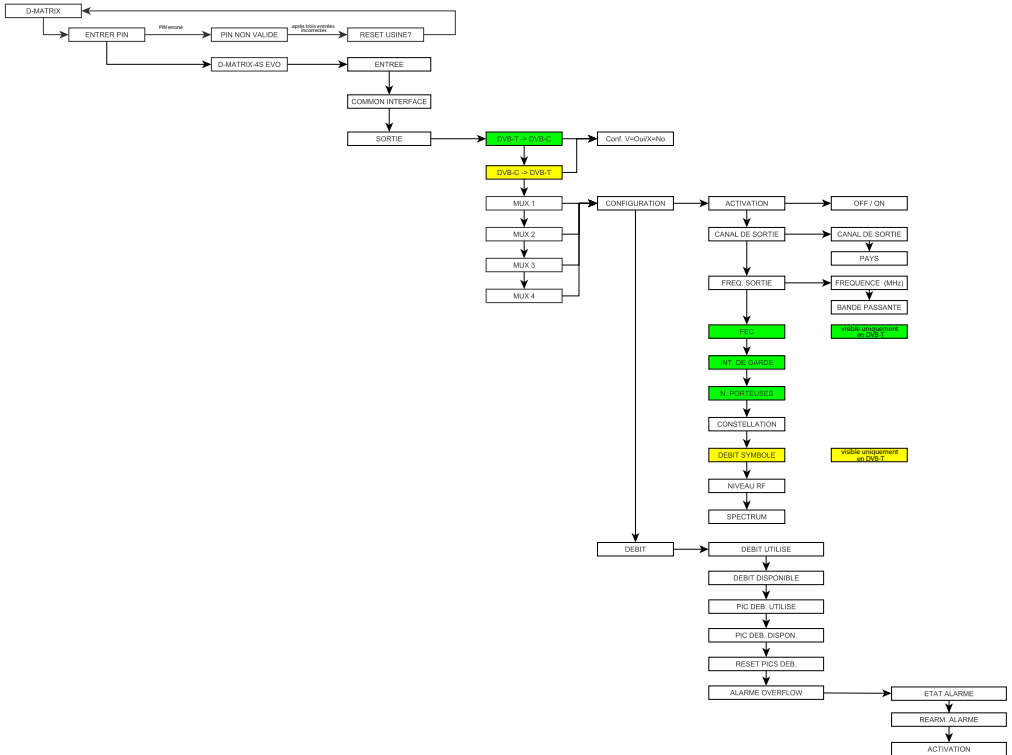 D-MATRIX
ENTRER PIN
PIN erroné
PIN NON VALIDE
après trois entrées
incorrectes
RESET USINE?
D-MATRIX-4S EVO
ENTREE
COMMON INTERFACE
SORTIE
DVB-T -> DVB-C
Conf. V=Oui/X=No
DVB-C -> DVB-T
MUX 1
CONFIGURATION
ACTIVATION
OFF / ON
MUX 2
CANAL DE SORTIE
CANAL DE SORTIE
PAYS
MUX 3
FREQ. SORTIE
FREQUENCE (MHz)
MUX 4
BANDE PASSANTE
FEC
visible uniquement
en DVB-T
INT. DE GARDE
N. PORTEUSES
CONSTELLATION
DEBIT SYMBOLE
visible uniquement
en DVB-T
NIVEAU RF
SPECTRUM
DEBIT
DEBIT UTILISE
DEBIT DISPONIBLE
PIC DEB. UTILISE
PIC DEB. DISPON.
RESET PICS DEB.
ALARME OVERFLOW
ETAT ALARME
REARM. ALARME
ACTIVATION